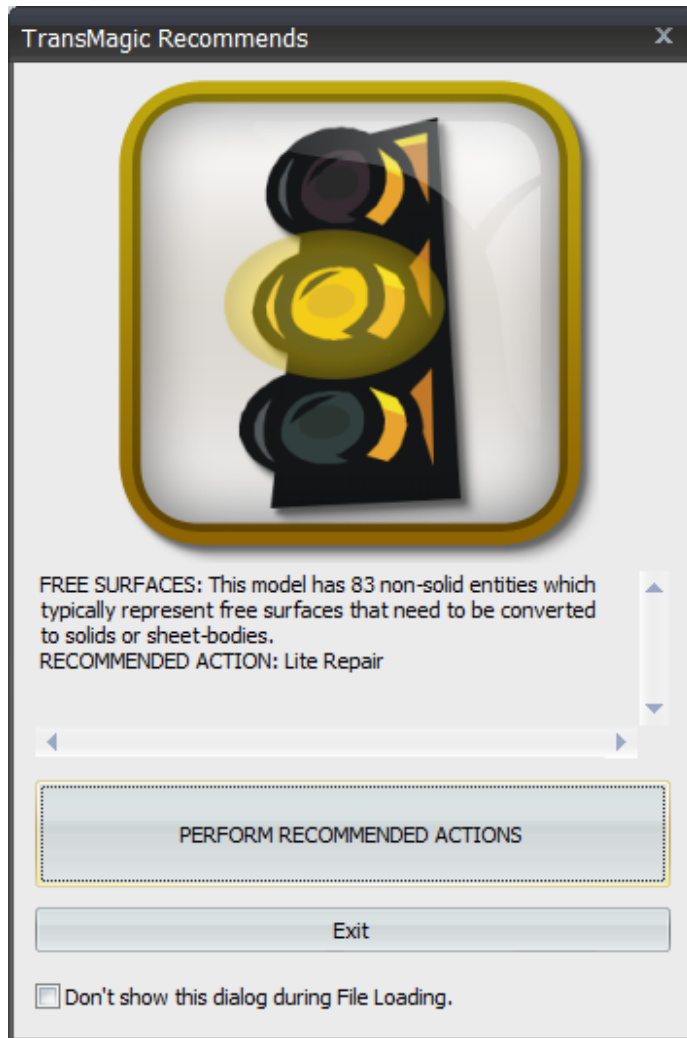 TransMagic Recommends
FREE SURFACES: This model has 83 non-solid entities which
typically represent free surfaces that need to be converted
to solids or sheet-bodies.
RECOMMENDED ACTION: Lite Repair
PERFORM RECOMMENDED ACTIONS
Exit
Don't show this dialog during File Loading.